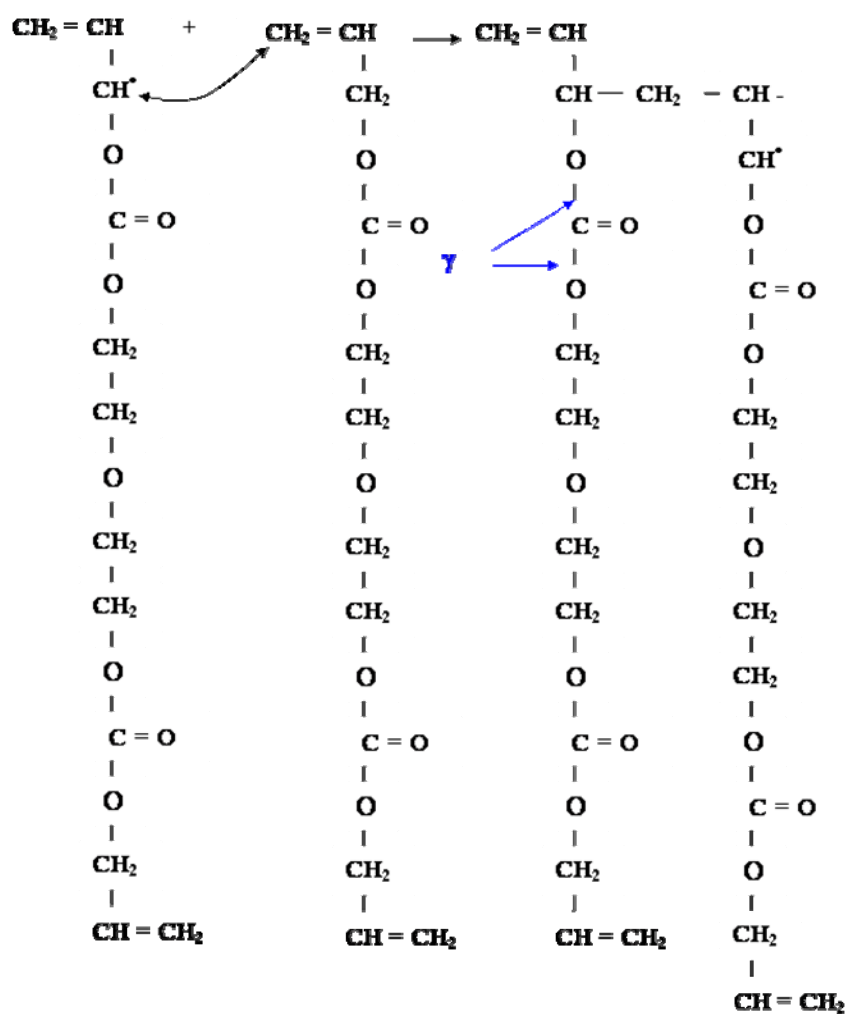 CH₂ = CH + CH₂ = CH → CH₂ = CH
CH• CH₂ CH — CH₂ – CH -
O O O CH•
C = O C = O C = O O
γ
O O O C = O
CH₂ CH₂ CH₂ O
CH₂ CH₂ CH₂ CH₂
O O O CH₂
CH₂ CH₂ CH₂ O
CH₂ CH₂ CH₂ CH₂
O O O CH₂
C = O C = O C = O O
O O O C = O
CH₂ CH₂ CH₂ O
CH = CH₂ CH = CH₂ CH = CH₂ CH₂
CH = CH₂